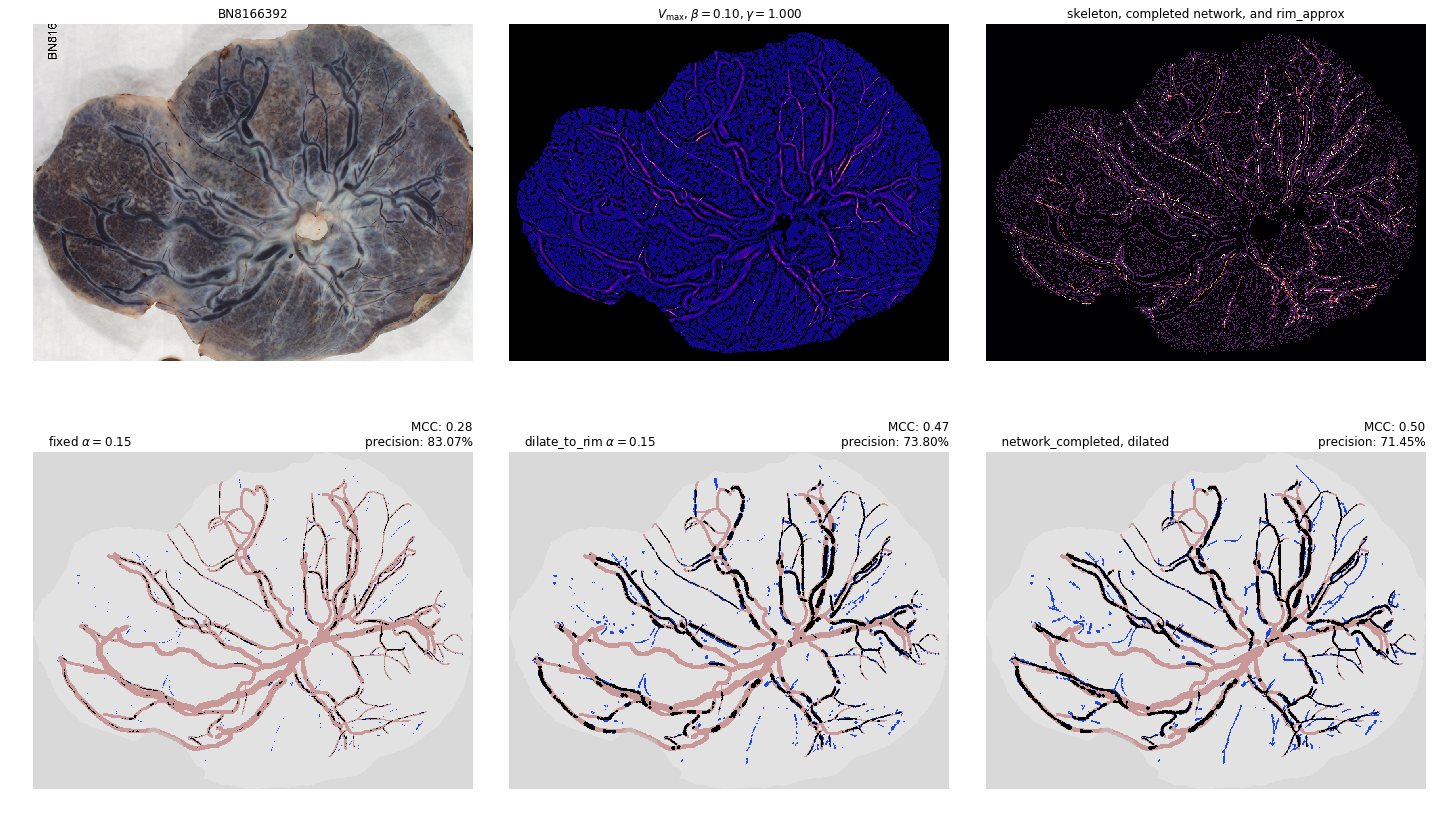 BN8166392
V_max, β = 0.10, γ = 1.000
skeleton, completed network, and rim_approx
BN816
MCC: 0.28
fixed α = 0.15
precision: 83.07%
MCC: 0.47
dilate_to_rim α = 0.15
precision: 73.80%
MCC: 0.50
network_completed, dilated
precision: 71.45%